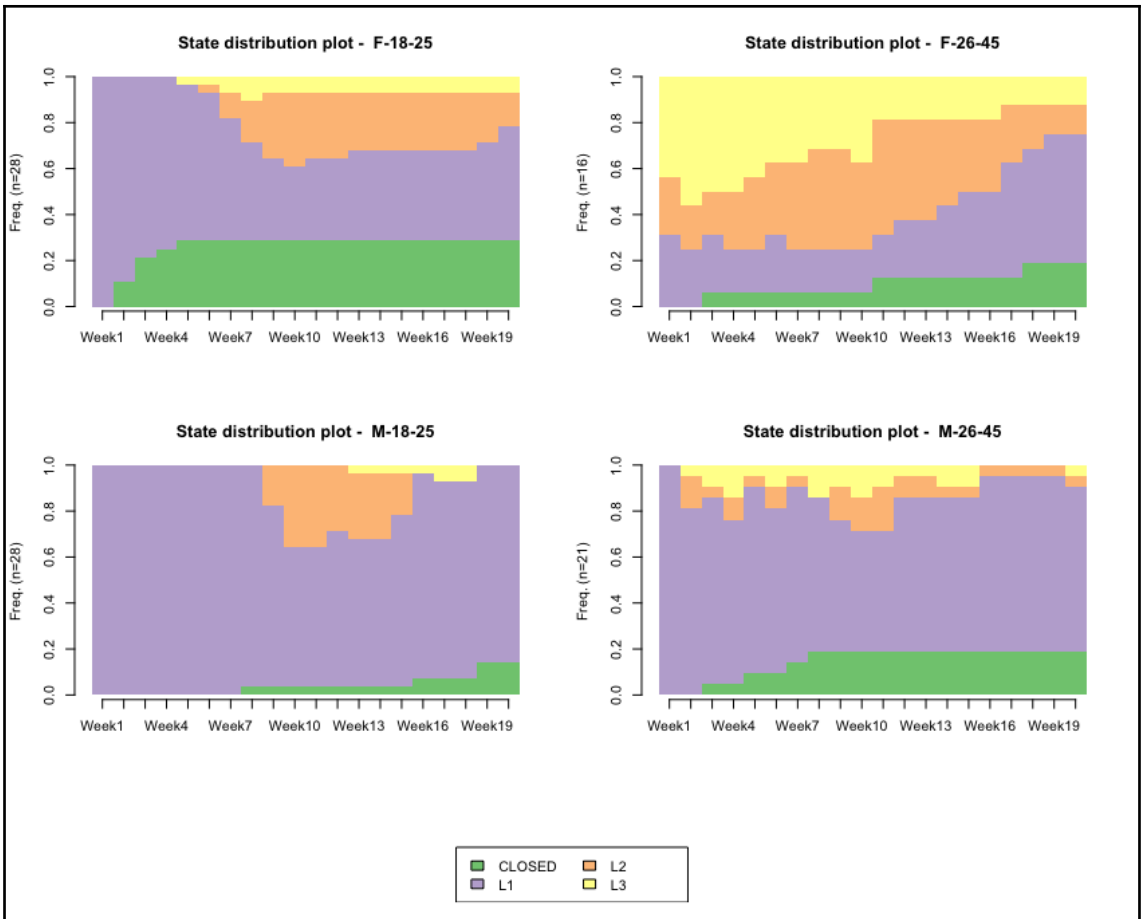 State distribution plot - F-18-25
Freq. (n=28)
0.0 0.2 0.4 0.6 0.8 1.0
Week1 Week4 Week7 Week10 Week13 Week16 Week19
State distribution plot - F-26-45
Freq. (n=16)
0.0 0.2 0.4 0.6 0.8 1.0
Week1 Week4 Week7 Week10 Week13 Week16 Week19
State distribution plot - M-18-25
Freq. (n=28)
0.0 0.2 0.4 0.6 0.8 1.0
Week1 Week4 Week7 Week10 Week13 Week16 Week19
State distribution plot - M-26-45
Freq. (n=21)
0.0 0.2 0.4 0.6 0.8 1.0
Week1 Week4 Week7 Week10 Week13 Week16 Week19
CLOSED L2
L1 L3